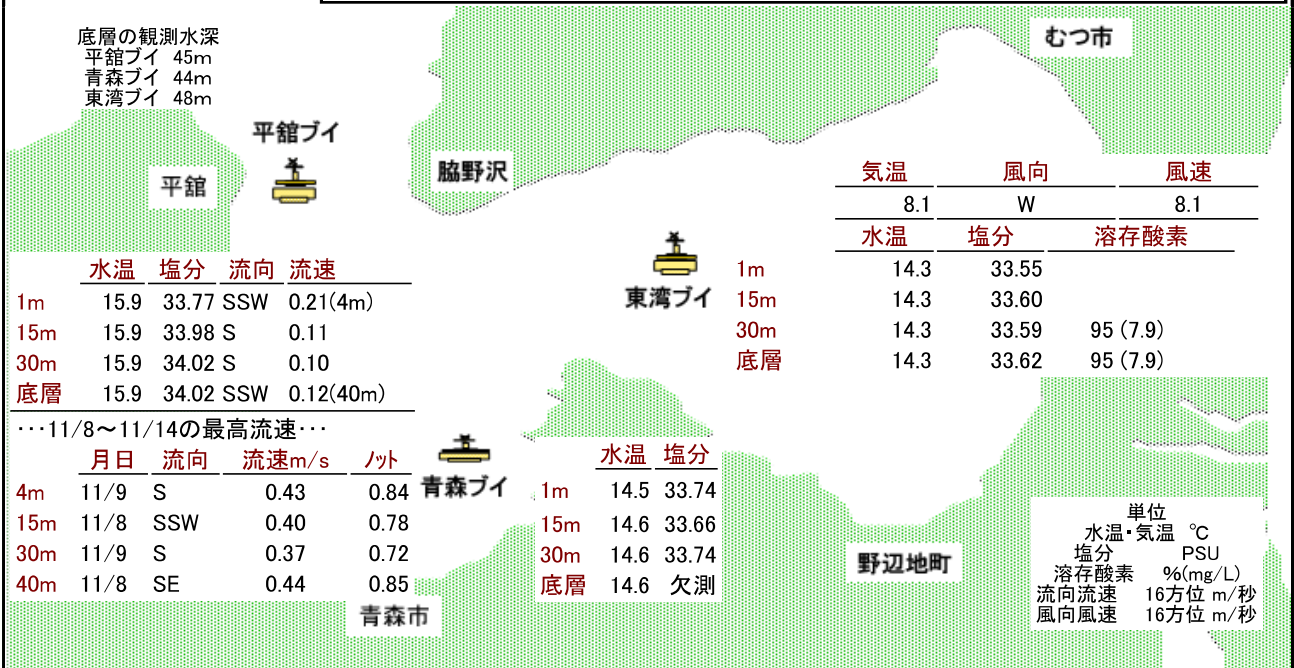 底層の観測水深
平舘ブイ 45m
青森ブイ 44m
東湾ブイ 48m
むつ市
平舘ブイ
平舘
脇野沢
気温 風向 風速
8.1 W 8.1
水温 塩分 溶存酸素
1m 14.3 33.55
15m 14.3 33.60
30m 14.3 33.59 95 (7.9)
底層 14.3 33.62 95 (7.9)
東湾ブイ
水温 塩分 流向 流速
1m 15.9 33.77 SSW 0.21(4m)
15m 15.9 33.98 S 0.11
30m 15.9 34.02 S 0.10
底層 15.9 34.02 SSW 0.12(40m)
･･･11/8～11/14の最高流速･･･
月日 流向 流速m/s ﾉｯﾄ
4m 11/9 S 0.43 0.84
15m 11/8 SSW 0.40 0.78
30m 11/9 S 0.37 0.72
40m 11/8 SE 0.44 0.85
青森ブイ
水温 塩分
1m 14.5 33.74
15m 14.6 33.66
30m 14.6 33.74
底層 14.6 欠測
青森市
野辺地町
単位
水温・気温 ℃
塩分 PSU
溶存酸素 %(mg/L)
流向流速 16方位 m/秒
風向風速 16方位 m/秒